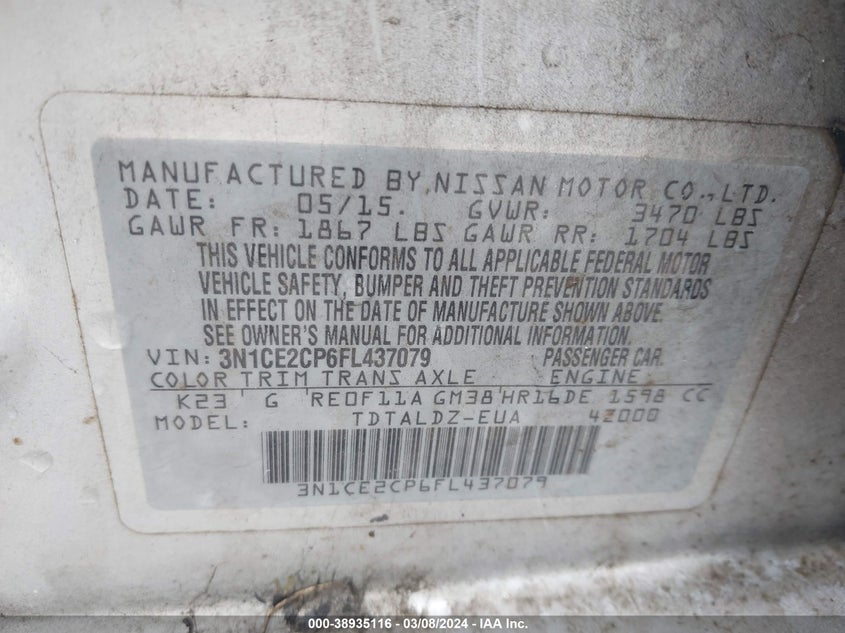 MANUFACTURED BY NISSAN MOTOR CO., LTD.
DATE: 05/15. GVWR: 3470 LBS
GAWR FR: 1867 LBS GAWR RR: 1704 LBS
THIS VEHICLE CONFORMS TO ALL APPLICABLE FEDERAL MOTOR
VEHICLE SAFETY, BUMPER AND THEFT PREVENTION STANDARDS
IN EFFECT ON THE DATE OF MANUFACTURE SHOWN ABOVE.
SEE OWNER'S MANUAL FOR ADDITIONAL INFORMATION.
VIN: 3N1CE2CP6FL437079 PASSENGER CAR
COLOR TRIM TRANS AXLE ENGINE
K23 G RE0F11A GM38 HR16DE 1598 CC
MODEL: TDTALDZ-EUA 4Z000
3N1CE2CP6FL437079
000-38935116 - 03/08/2024 - IAA Inc.